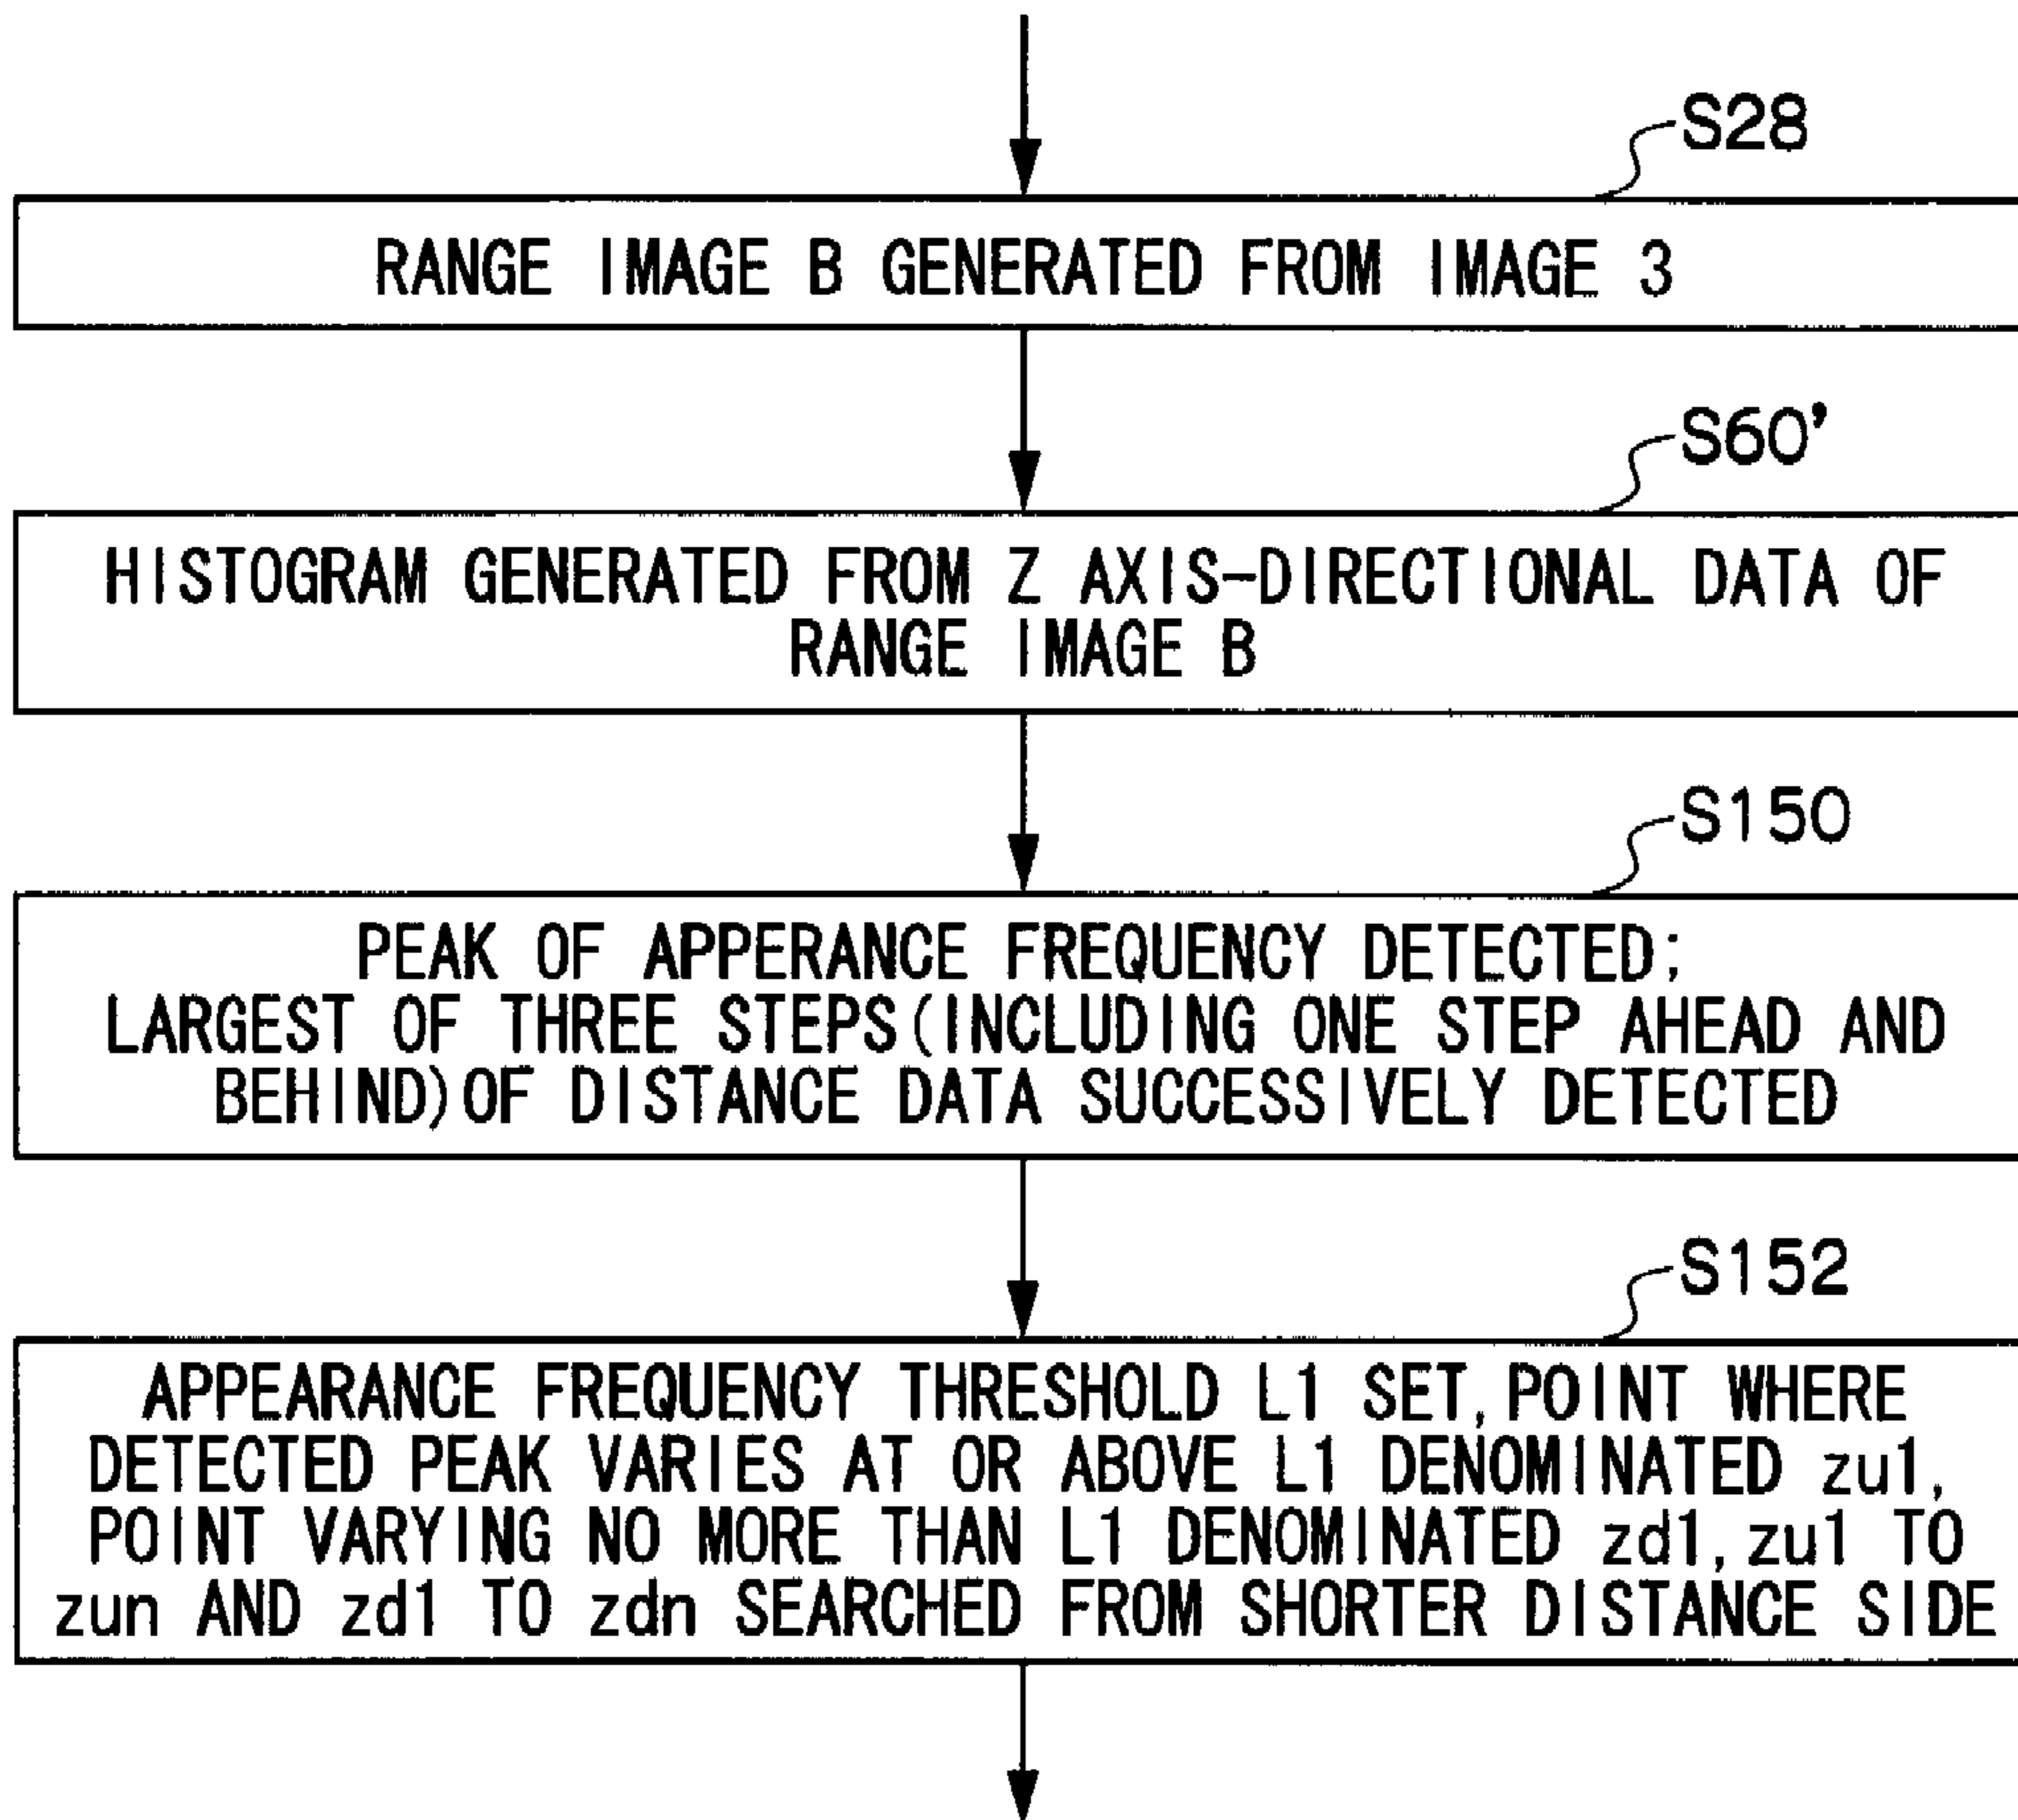 S28
RANGE IMAGE B GENERATED FROM IMAGE 3
S60'
HISTOGRAM GENERATED FROM Z AXIS-DIRECTIONAL DATA OF
RANGE IMAGE B
S150
PEAK OF APPERANCE FREQUENCY DETECTED;
LARGEST OF THREE STEPS(INCLUDING ONE STEP AHEAD AND
BEHIND)OF DISTANCE DATA SUCCESSIVELY DETECTED
S152
APPEARANCE FREQUENCY THRESHOLD L1 SET,POINT WHERE
DETECTED PEAK VARIES AT OR ABOVE L1 DENOMINATED zu1,
POINT VARYING NO MORE THAN L1 DENOMINATED zd1,zu1 TO
zun AND zd1 TO zdn SEARCHED FROM SHORTER DISTANCE SIDE